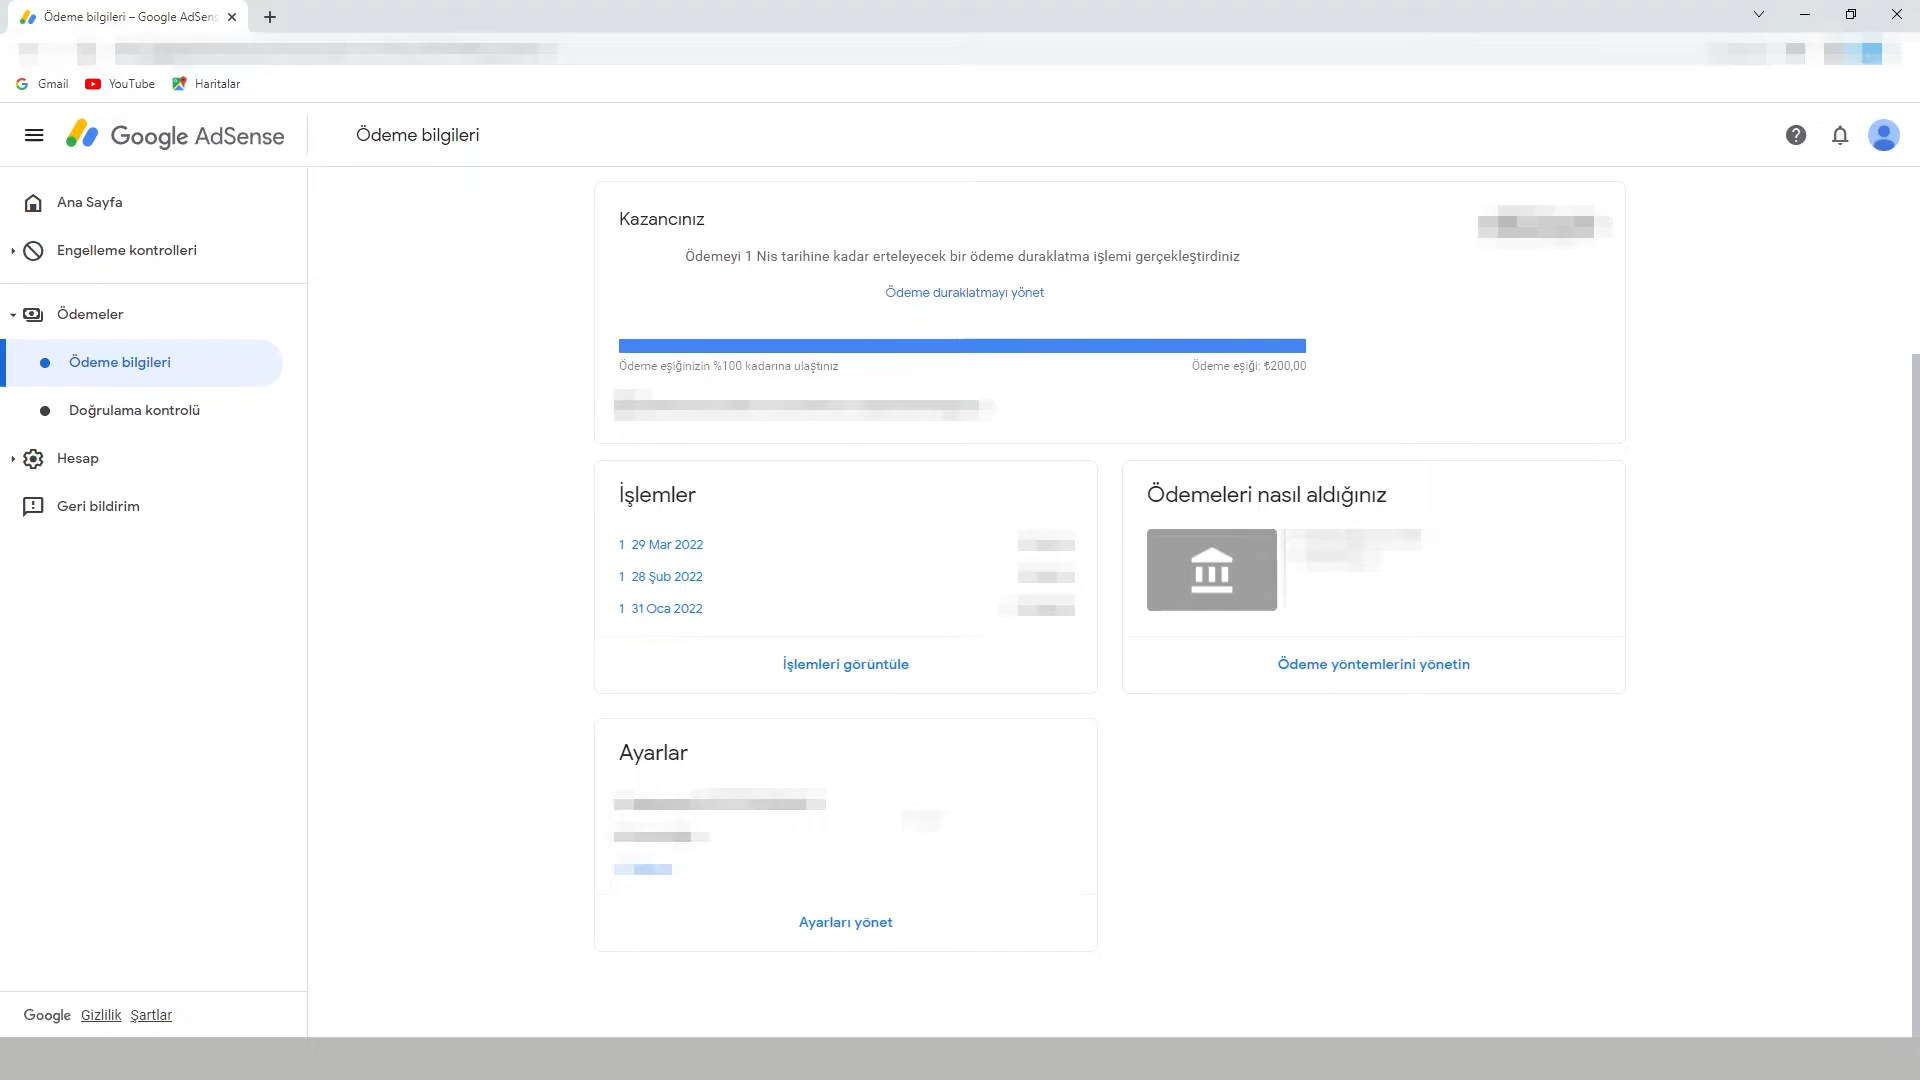 Ödeme bilgileri – Google AdSens
Gmail
YouTube
Haritalar
Google AdSense
Ödeme bilgileri
Ana Sayfa
Engelleme kontrolleri
Ödemeler
Ödeme bilgileri
Doğrulama kontrolü
Hesap
Geri bildirim
Kazancınız
Ödemeyi 1 Nis tarihine kadar erteleyecek bir ödeme duraklatma işlemi gerçekleştirdiniz
Ödeme duraklatmayı yönet
Ödeme eşiğinizin %100 kadarına ulaştınız
Ödeme eşiği: ₺200,00
İşlemler
1 29 Mar 2022
1 28 Şub 2022
1 31 Oca 2022
İşlemleri görüntüle
Ödemeleri nasıl aldığınız
Ödeme yöntemlerini yönetin
Ayarlar
Ayarları yönet
Google Gizlilik Şartlar